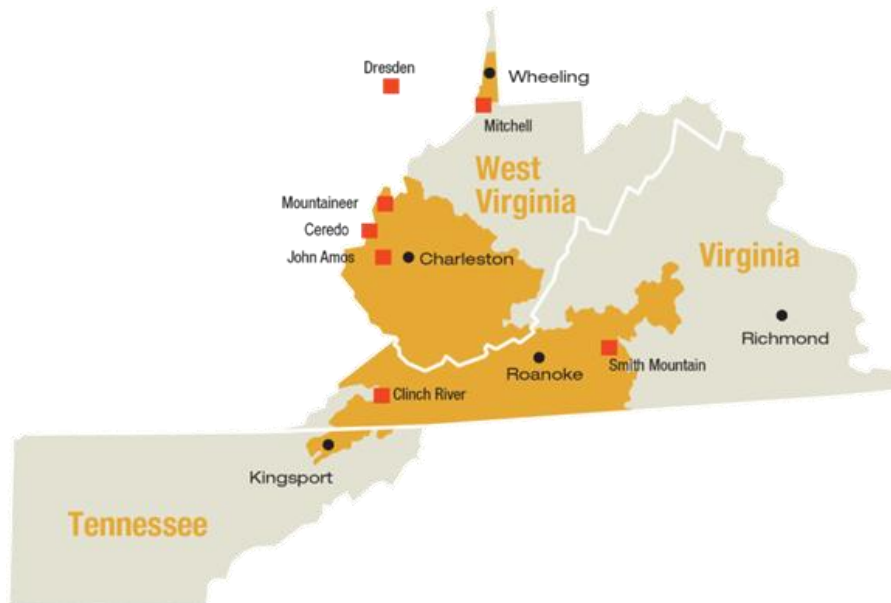 Dresden
Wheeling
Mitchell
West
Virginia
Mountaineer
Ceredo
John Amos
Charleston
Virginia
Richmond
Smith Mountain
Roanoke
Clinch River
Kingsport
Tennessee